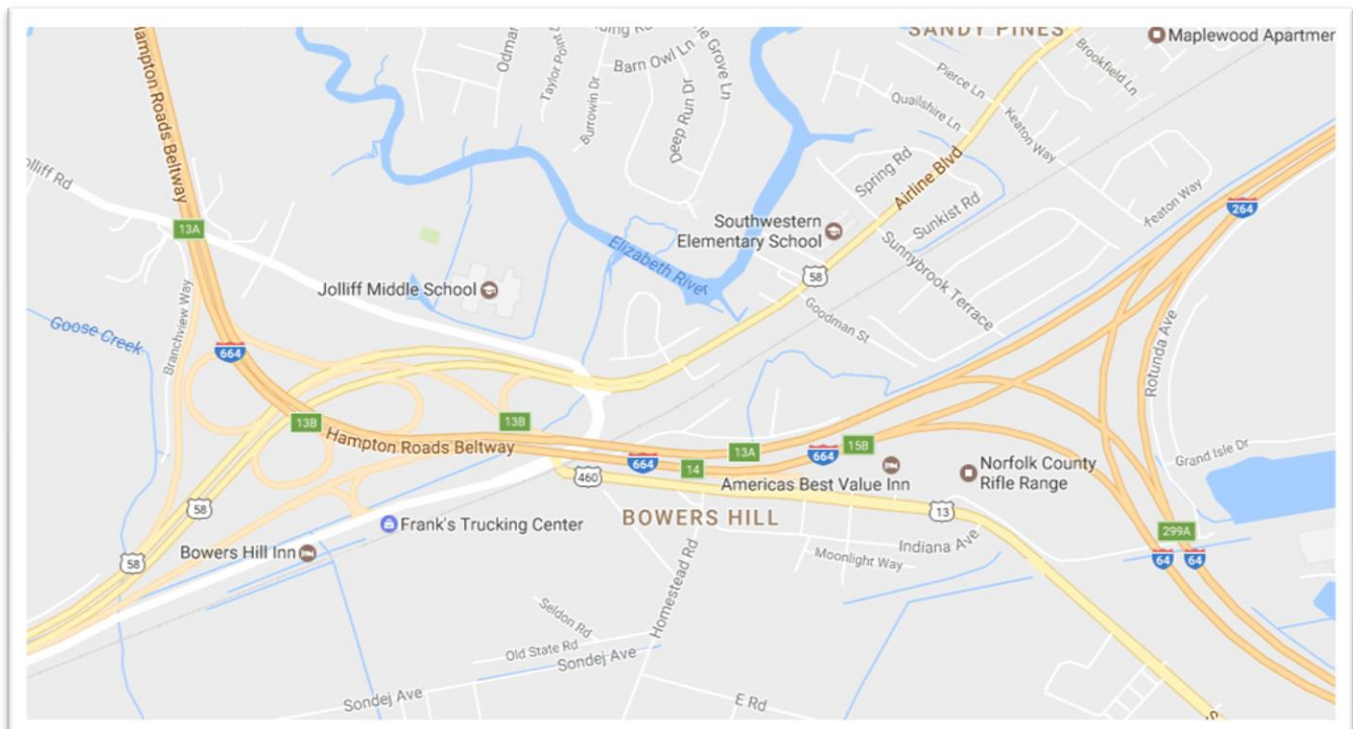 SANDY PINES
Maplewood Apartmer
Hampton Roads Beltway
Odmar
Taylor Point
Burrowin Dr
Barn Owl Ln
Deep Run Dr
e Grove Ln
Pierce Ln
Brookfield Ln
Quailshire Ln
Keaton Way
Spring Rd
Airline Blvd
Sunkist Rd
Keaton Way
264
olliff Rd
13A
Southwestern
Elementary School
Sunnybrook Terrace
Elizabeth River
58
Jolliff Middle School
Goodman St
Goose Creek
Branchview Way
664
Rotunda Ave
13B
13B
Hampton Roads Beltway
664
14
13A
664
15B
Grand Isle Dr
460
Americas Best Value Inn
Norfolk County
Rifle Range
58
BOWERS HILL
13
Frank's Trucking Center
299A
Bowers Hill Inn
58
Indiana Ave
Moonlight Way
64
64
Homestead Rd
Seldon Rd
Old State Rd
Sondej Ave
Sondej Ave
E Rd